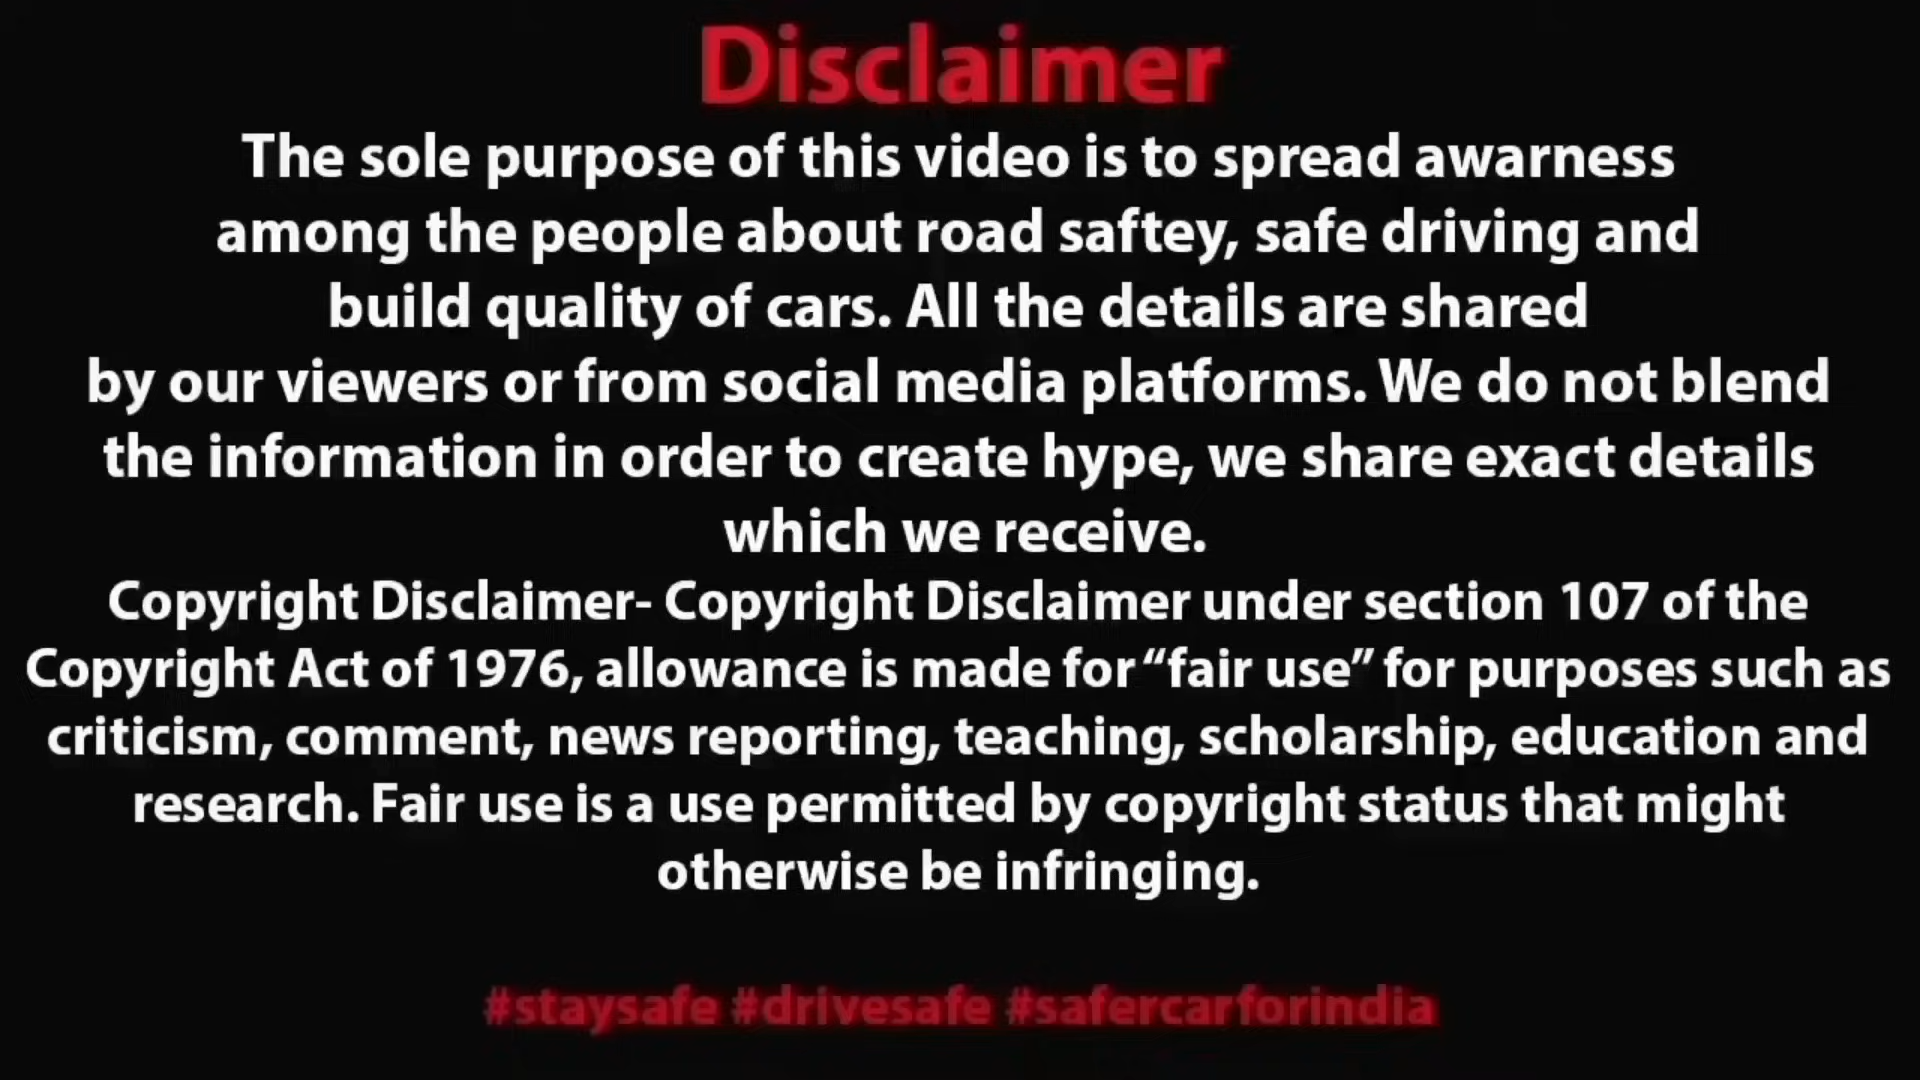 Disclaimer
The sole purpose of this video is to spread awarness
among the people about road saftey, safe driving and
build quality of cars. All the details are shared
by our viewers or from social media platforms. We do not blend
the information in order to create hype, we share exact details
which we receive.
Copyright Disclaimer- Copyright Disclaimer under section 107 of the
Copyright Act of 1976, allowance is made for “fair use” for purposes such as
criticism, comment, news reporting, teaching, scholarship, education and
research. Fair use is a use permitted by copyright status that might
otherwise be infringing.
#staysafe #drivesafe #safercarforindia